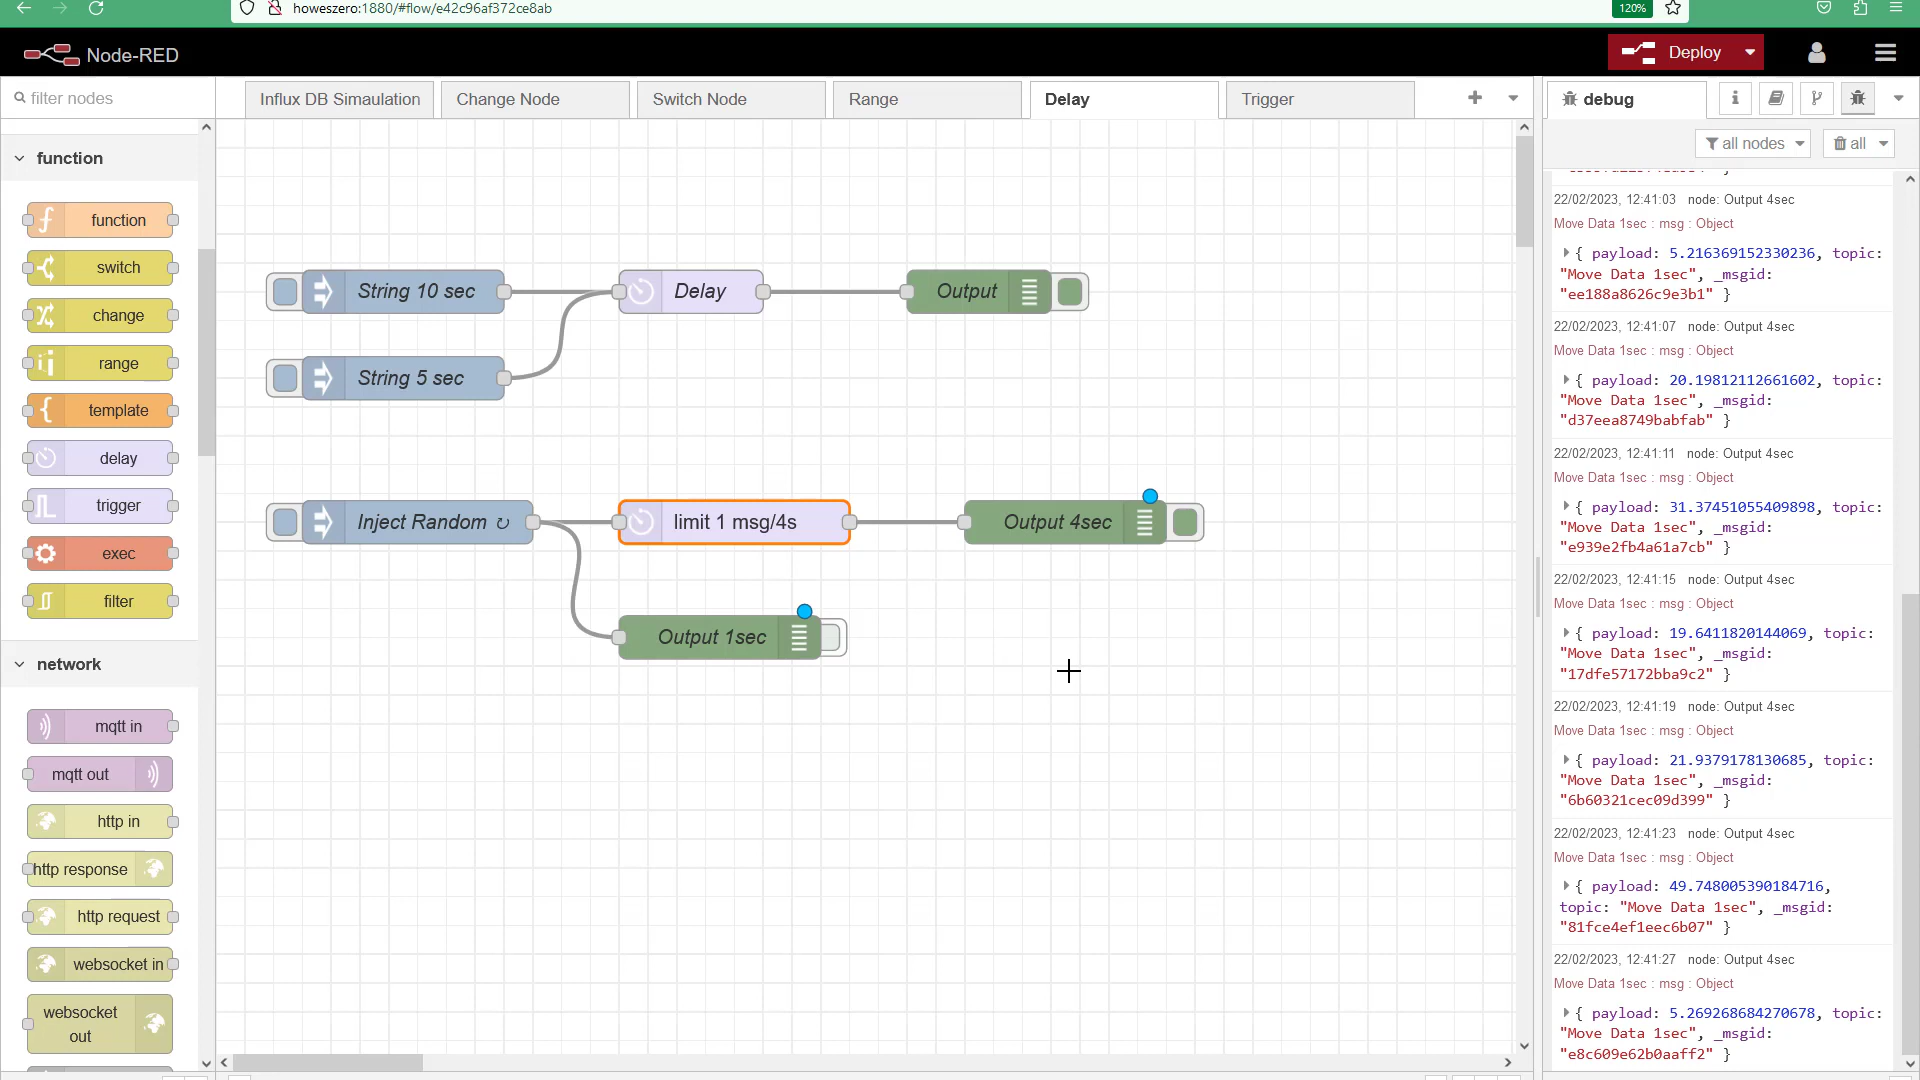 howeszero:1880/#flow/e42c96af372ce8ab
120%
Node-RED
Deploy
filter nodes
Influx DB Simaulation
Change Node
Switch Node
Range
Delay
Trigger
debug
all nodes
all
function
function
switch
change
range
template
delay
trigger
exec
filter
network
mqtt in
mqtt out
http in
http response
http request
websocket in
websocket
out
String 10 sec
Delay
Output
String 5 sec
Inject Random ↻
limit 1 msg/4s
Output 4sec
Output 1sec
22/02/2023, 12:41:03 node: Output 4sec
Move Data 1sec : msg : Object
{ payload: 5.216369152330236, topic:
"Move Data 1sec", _msgid:
"ee188a8626c9e3b1" }
22/02/2023, 12:41:07 node: Output 4sec
Move Data 1sec : msg : Object
{ payload: 20.19812112661602, topic:
"Move Data 1sec", _msgid:
"d37eea8749babfab" }
22/02/2023, 12:41:11 node: Output 4sec
Move Data 1sec : msg : Object
{ payload: 31.37451055409898, topic:
"Move Data 1sec", _msgid:
"e939e2fb4a61a7cb" }
22/02/2023, 12:41:15 node: Output 4sec
Move Data 1sec : msg : Object
{ payload: 19.6411820144069, topic:
"Move Data 1sec", _msgid:
"17dfe57172bba9c2" }
22/02/2023, 12:41:19 node: Output 4sec
Move Data 1sec : msg : Object
{ payload: 21.9379178130685, topic:
"Move Data 1sec", _msgid:
"6b60321cec09d399" }
22/02/2023, 12:41:23 node: Output 4sec
Move Data 1sec : msg : Object
{ payload: 49.748005390184716,
topic: "Move Data 1sec", _msgid:
"81fce4ef1eec6b07" }
22/02/2023, 12:41:27 node: Output 4sec
Move Data 1sec : msg : Object
{ payload: 5.269268684270678, topic:
"Move Data 1sec", _msgid:
"e8c609e62b0aaff2" }